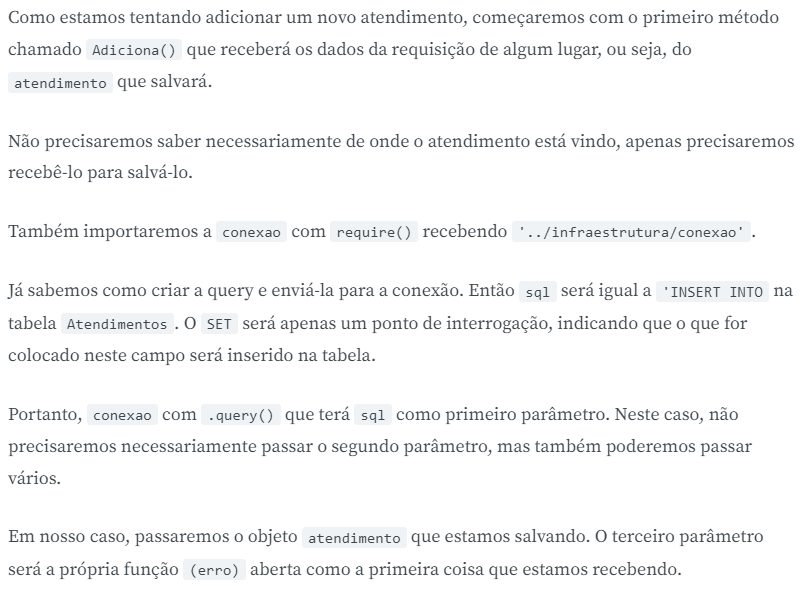 Como estamos tentando adicionar um novo atendimento, começaremos com o primeiro método
chamado Adiciona() que receberá os dados da requisição de algum lugar, ou seja, do
atendimento que salvará.
Não precisaremos saber necessariamente de onde o atendimento está vindo, apenas precisaremos
recebê-lo para salvá-lo.
Também importaremos a conexao com require() recebendo '../infraestrutura/conexao'.
Já sabemos como criar a query e enviá-la para a conexão. Então sql será igual a 'INSERT INTO na
tabela Atendimentos. O SET será apenas um ponto de interrogação, indicando que o que for
colocado neste campo será inserido na tabela.
Portanto, conexao com .query() que terá sql como primeiro parâmetro. Neste caso, não
precisaremos necessariamente passar o segundo parâmetro, mas também poderemos passar
vários.
Em nosso caso, passaremos o objeto atendimento que estamos salvando. O terceiro parâmetro
será a própria função (erro) aberta como a primeira coisa que estamos recebendo.